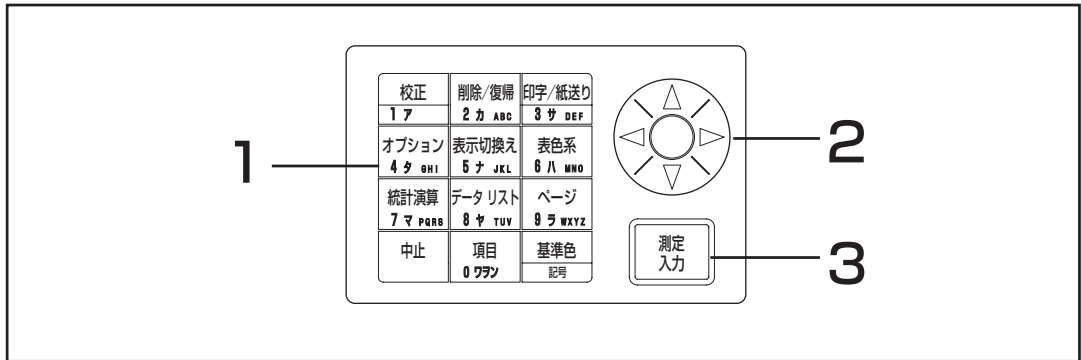 校正 削除/復帰 印字/紙送り
1 ア 2 カ ABC 3 サ DEF
オプション 表示切換え 表色系
4 タ GHI 5 ナ JKL 6 ハ MNO
統計演算 データ リスト ページ
7 マ PQRS 8 ヤ TUV 9 ラ WXYZ
中止 項目 基準色
0 ワヲン 記号
測定
入力
1
2
3